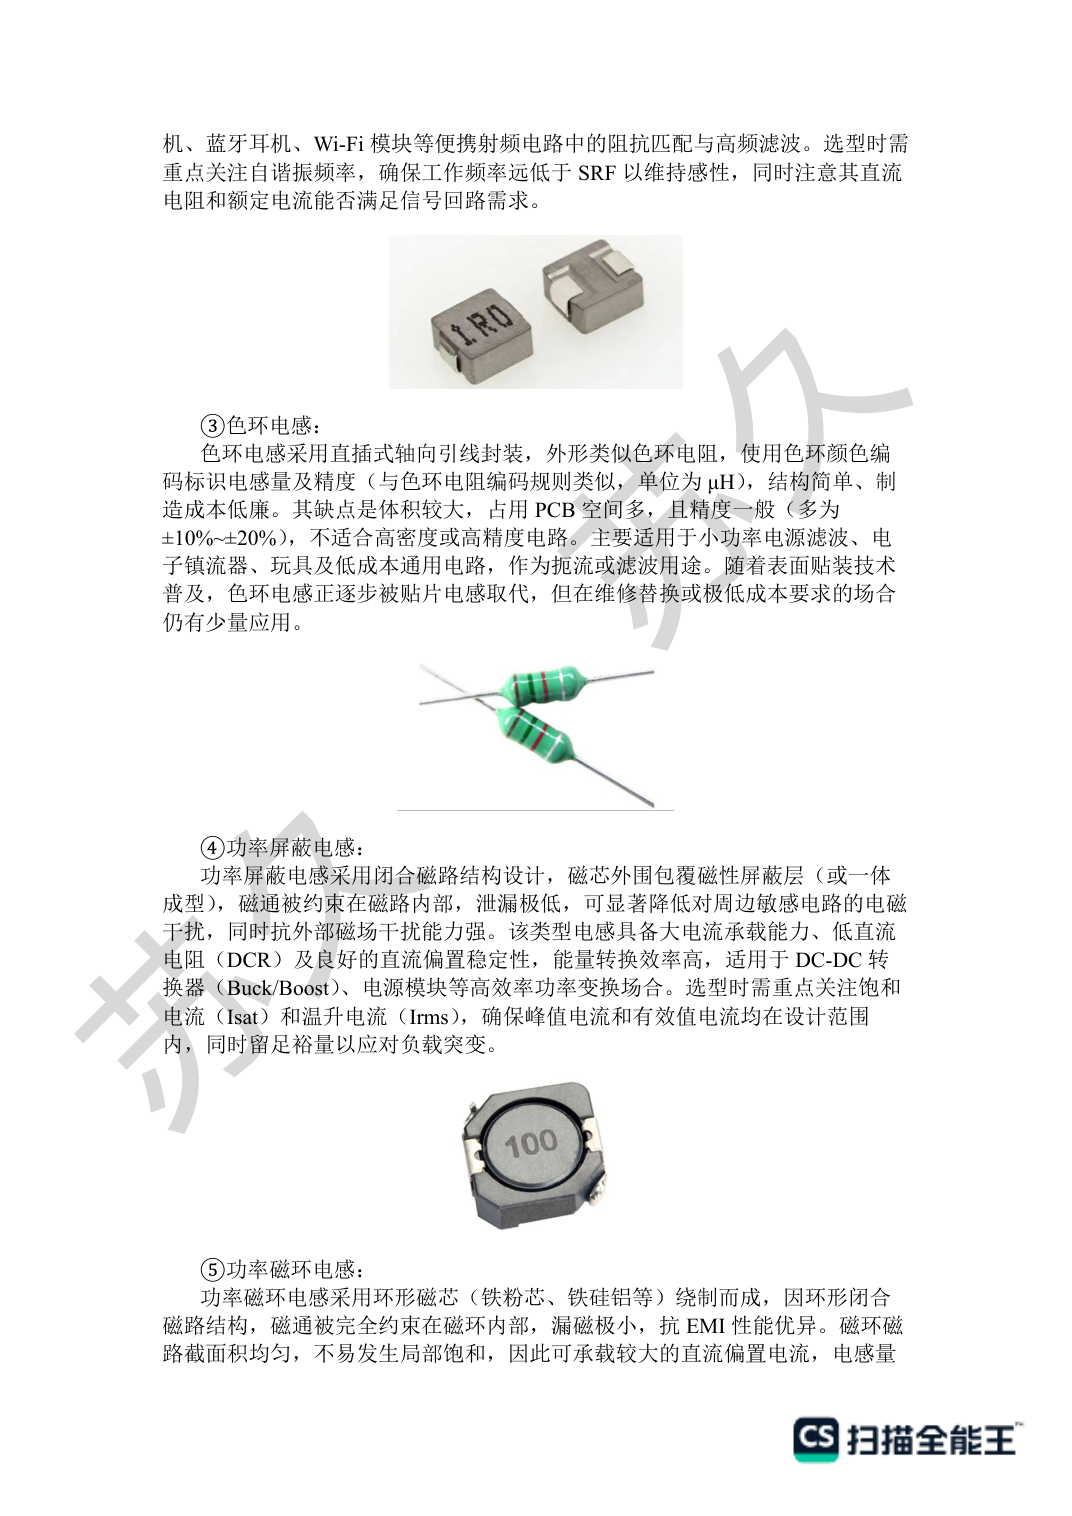 机、蓝牙耳机、Wi-Fi 模块等便携射频电路中的阻抗匹配与高频滤波。选型时需
重点关注自谐振频率，确保工作频率远低于 SRF 以维持感性，同时注意其直流
电阻和额定电流能否满足信号回路需求。
1R0
③色环电感：
色环电感采用直插式轴向引线封装，外形类似色环电阻，使用色环颜色编
码标识电感量及精度（与色环电阻编码规则类似，单位为 μH），结构简单、制
造成本低廉。其缺点是体积较大，占用 PCB 空间多，且精度一般（多为
±10%~±20%），不适合高密度或高精度电路。主要适用于小功率电源滤波、电
子镇流器、玩具及低成本通用电路，作为扼流或滤波用途。随着表面贴装技术
普及，色环电感正逐步被贴片电感取代，但在维修替换或极低成本要求的场合
仍有少量应用。
苏久
④功率屏蔽电感：
功率屏蔽电感采用闭合磁路结构设计，磁芯外围包覆磁性屏蔽层（或一体
成型），磁通被约束在磁路内部，泄漏极低，可显著降低对周边敏感电路的电磁
干扰，同时抗外部磁场干扰能力强。该类型电感具备大电流承载能力、低直流
电阻（DCR）及良好的直流偏置稳定性，能量转换效率高，适用于 DC-DC 转
换器（Buck/Boost）、电源模块等高效率功率变换场合。选型时需重点关注饱和
电流（Isat）和温升电流（Irms），确保峰值电流和有效值电流均在设计范围
内，同时留足裕量以应对负载突变。
苏久
100
⑤功率磁环电感：
功率磁环电感采用环形磁芯（铁粉芯、铁硅铝等）绕制而成，因环形闭合
磁路结构，磁通被完全约束在磁环内部，漏磁极小，抗 EMI 性能优异。磁环磁
路截面积均匀，不易发生局部饱和，因此可承载较大的直流偏置电流，电感量
CS 扫描全能王™